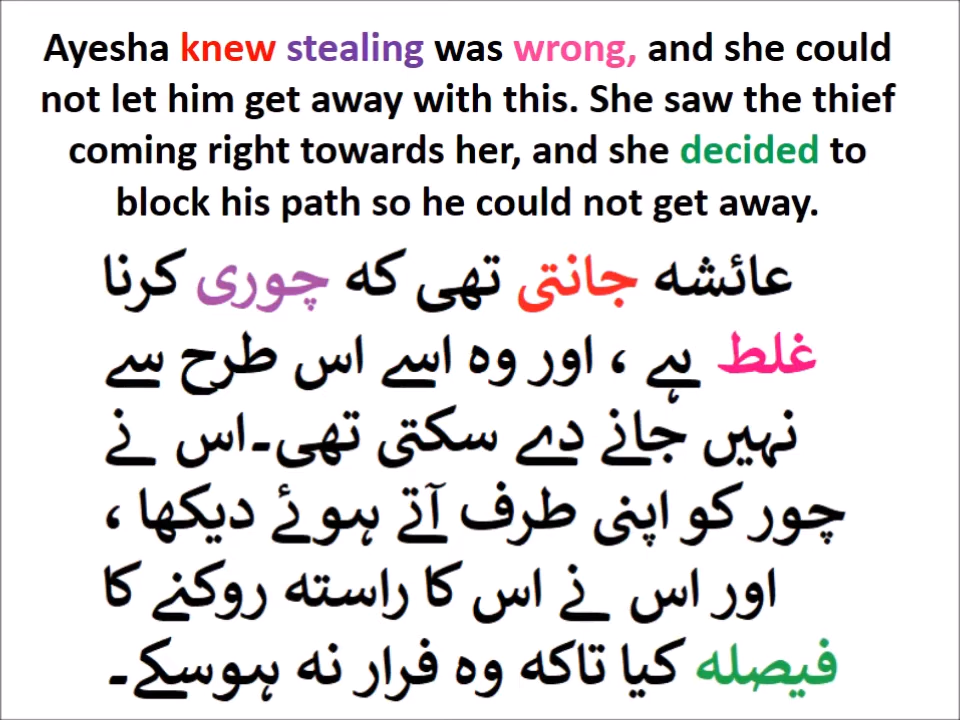 Ayesha knew stealing was wrong, and she could
not let him get away with this. She saw the thief
coming right towards her, and she decided to
block his path so he could not get away.
عائشہ جانتی تھی کہ چوری کرنا
غلط ہے ، اور وہ اسے اس طرح سے
نہیں جانے دے سکتی تھی۔اس نے
چور کو اپنی طرف آتے ہوئے دیکھا ،
اور اس نے اس کا راستہ روکنے کا
فیصلہ کیا تاکہ وہ فرار نہ ہوسکے۔